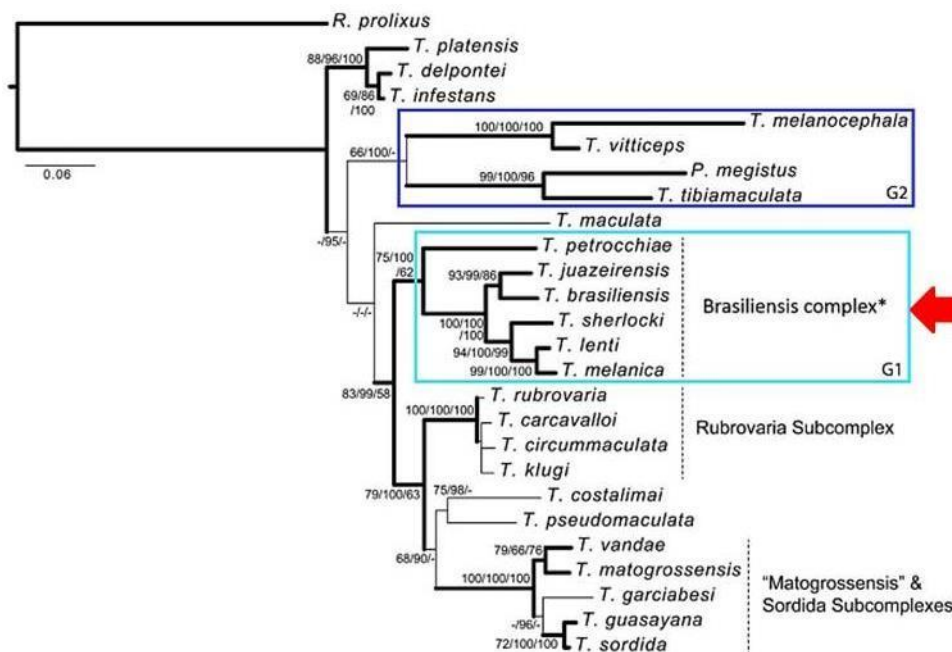 R. prolixus
88/96/100
T. platensis
T. delpontei
69/86
/100
T. infestans
0.06
66/100/-
100/100/100
T. melanocephala
T. vitticeps
99/100/96
P. megistus
T. tibiamaculata
G2
-/95/-
T. maculata
75/100
/62
T. petrocchiae
93/99/86
T. juazeirensis
T. brasiliensis
Brasiliensis complex*
100/100
/100
T. sherlocki
-/-/-
94/100/99
T. lenti
99/100/100
T. melanica
G1
83/99/58
T. rubrovaria
100/100/100
T. carcavalloi
Rubrovaria Subcomplex
T. circummaculata
T. klugi
79/100/63
75/98/-
T. costalimai
T. pseudomaculata
68/90/-
79/66/76
T. vandae
100/100/100
T. matogrossensis
"Matogrossensis" &
Sordida Subcomplexes
T. garciabesi
-/96/-
T. guasayana
72/100/100
T. sordida